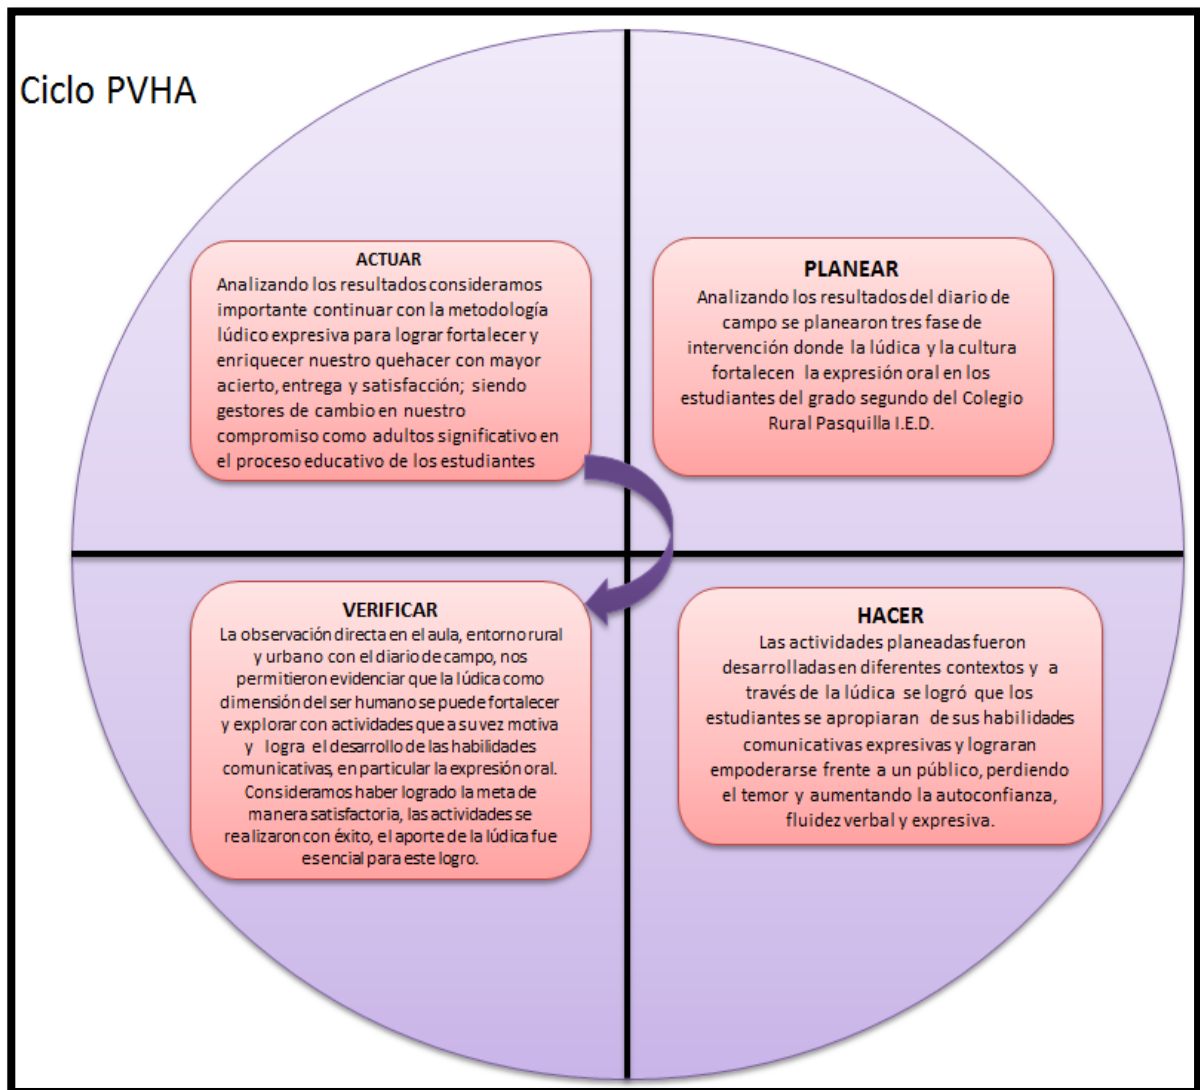 Ciclo PVHA
ACTUAR
Analizando los resultados consideramos
importante continuar con la metodología
lúdico expresiva para lograr fortalecer y
enriquecer nuestro quehacer con mayor
acierto, entrega y satisfacción; siendo
gestores de cambio en nuestro
compromiso como adultos significativo en
el proceso educativo de los estudiantes
PLANEAR
Analizando los resultados del diario de
campo se planearon tres fase de
intervención donde la lúdica y la cultura
fortalecen la expresión oral en los
estudiantes del grado segundo del Colegio
Rural Pasquilla I.E.D.
VERIFICAR
La observación directa en el aula, entorno rural
y urbano con el diario de campo, nos
permitieron evidenciar que la lúdica como
dimensión del ser humano se puede fortalecer
y explorar con actividades que a su vez motiva
y logra el desarrollo de las habilidades
comunicativas, en particular la expresión oral.
Consideramos haber logrado la meta de
manera satisfactoria, las actividades se
realizaron con éxito, el aporte de la lúdica fue
esencial para este logro.
HACER
Las actividades planeadas fueron
desarrolladas en diferentes contextos y a
través de la lúdica se logró que los
estudiantes se apropiaran de sus habilidades
comunicativas expresivas y lograran
empoderarse frente a un público, perdiendo
el temor y aumentando la autoconfianza,
fluidez verbal y expresiva.